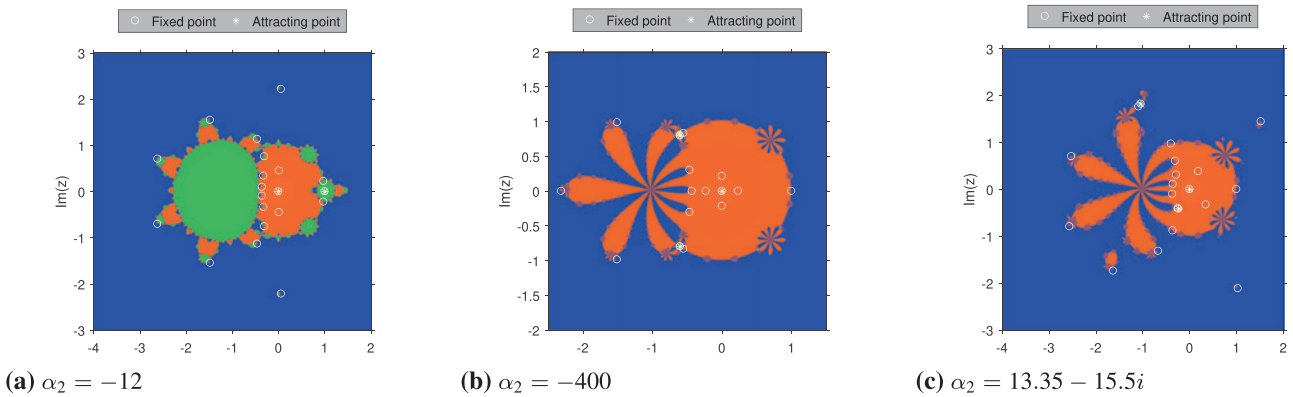 Fixed point Attracting point
3
2
1
0
-1
-2
-3
Im(z)
-4 -3 -2 -1 0 1 2
(a) α₂ = −12
Fixed point Attracting point
2
1.5
1
0.5
0
-0.5
-1
-1.5
-2
Im(z)
-2 -1 0 1
(b) α₂ = −400
Fixed point Attracting point
3
2
1
0
-1
-2
-3
Im(z)
-4 -3 -2 -1 0 1 2
(c) α₂ = 13.35 − 15.5i